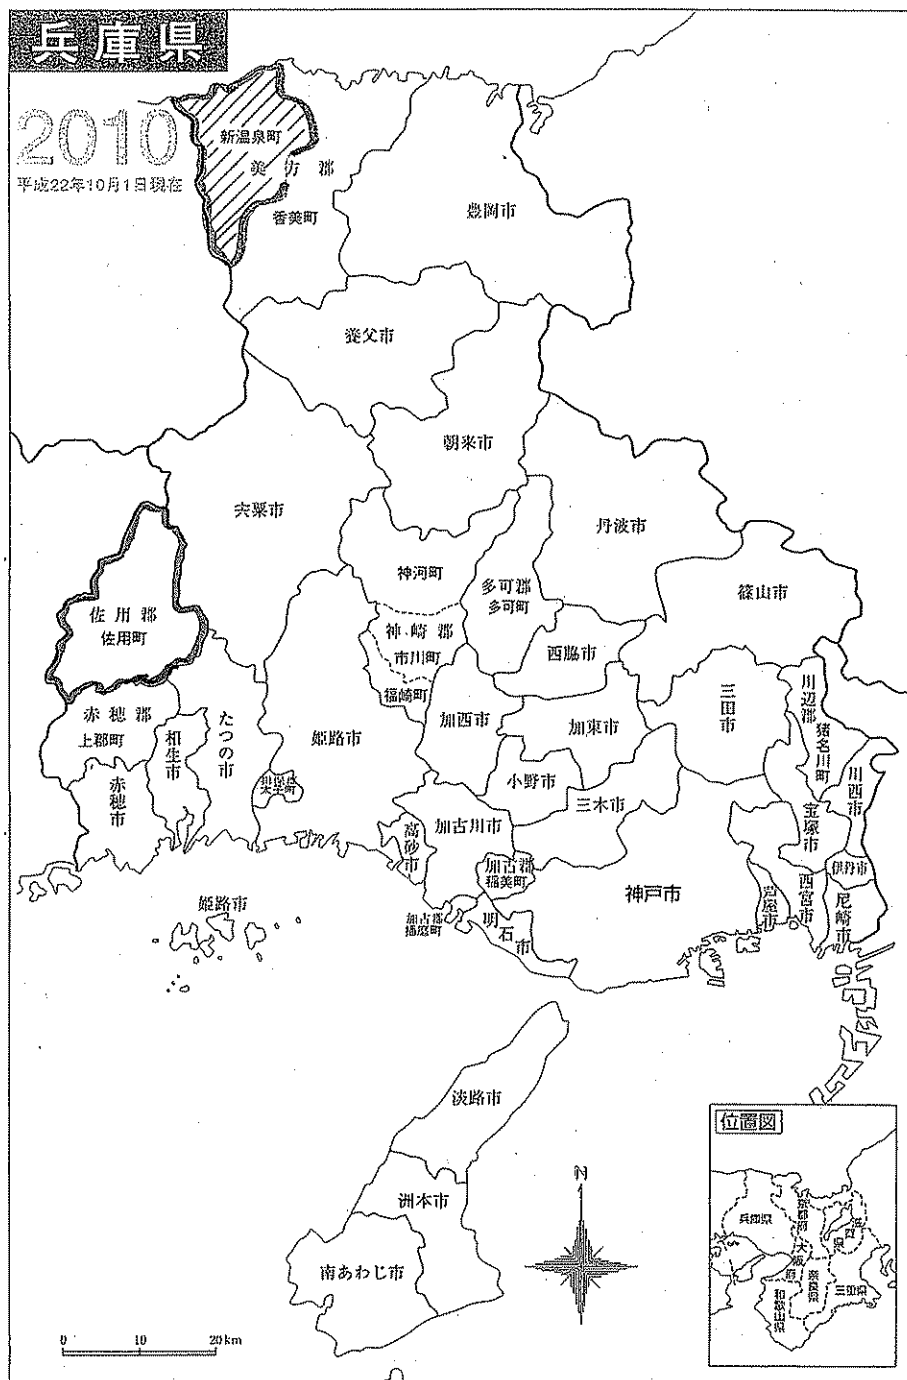 兵庫県
2010
平成22年10月1日現在
新温泉町
美方郡
香美町
豊岡市
養父市
朝来市
宍粟市
丹波市
神河町
多可郡
多可町
篠山市
佐用郡
佐用町
神崎郡
市川町
西脇市
福崎町
赤穂郡
上郡町
相生市
たつの市
姫路市
加西市
加東市
三田市
川辺郡
猪名川町
川西市
赤穂市
小野市
三木市
宝塚市
高砂市
加古川市
加古郡
稲美町
神戸市
芦屋市
西宮市
伊丹市
尼崎市
姫路市
加古郡
播磨町
明石市
淡路市
洲本市
南あわじ市
N
0 10 20km
位置図
兵庫県
京都府
大阪府
奈良県
三重県
和歌山県